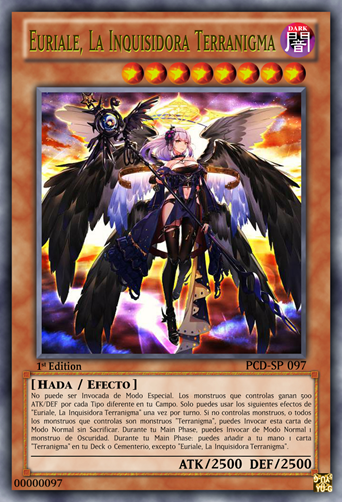 Euriale, La Inquisidora Terranigma
DARK
闇
1st Edition
PCD-SP 097
[Hada / Efecto]
No puede ser Invocada de Modo Especial. Los monstruos que controlas ganan 500
ATK/DEF por cada Tipo diferente en tu Campo. Solo puedes usar los siguientes efectos de
"Euriale, La Inquisidora Terranigma" una vez por turno. Si no controlas monstruos, o todos
los monstruos que controlas son monstruos "Terranigma", puedes Invocar esta carta de
Modo Normal sin Sacrificar. Durante tu Main Phase, puedes Invocar de Modo Normal 1
monstruo de Oscuridad. Durante tu Main Phase: puedes añadir a tu mano 1 carta
"Terranigma" en tu Deck o Cementerio, excepto "Euriale, La Inquisidora Terranigma".
ATK/2500 DEF/2500
00000097